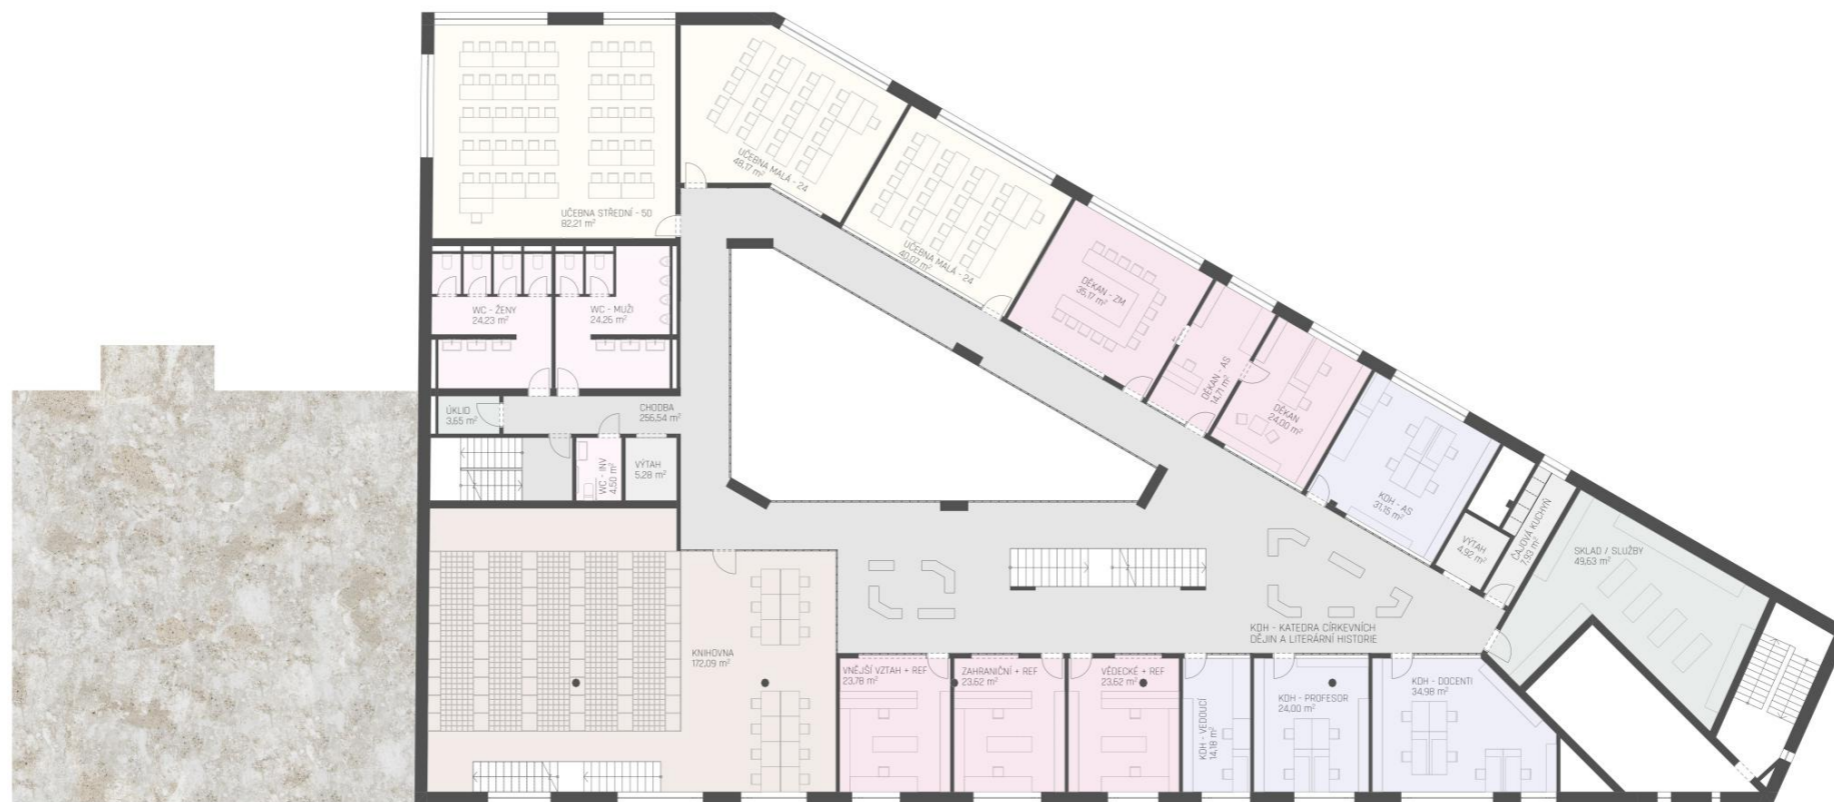 UČEBNA STŘEDNÍ - 50
82,21 m²
UČEBNA MALÁ - 24
48,17 m²
UČEBNA MALÁ - 24
40,07 m²
DĚKAN - ZM
35,17 m²
DĚKAN - AS
14,71 m²
DĚKAN
24,00 m²
WC - ŽENY
24,23 m²
WC - MUŽI
24,25 m²
ÚKLID
3,65 m²
CHODBA
256,54 m²
WC - INV
4,50 m²
VÝTAH
5,28 m²
KDH - AS
31,15 m²
VÝTAH
4,92 m²
ČAJOVÁ KUCHYŇ
7,93 m²
SKLAD / SLUŽBY
49,63 m²
KDH - KATEDRA CÍRKEVNÍCH
DĚJIN A LITERÁRNÍ HISTORIE
KNIHOVNA
172,09 m²
VNĚJŠÍ VZTAH + REF
23,78 m²
ZAHRANIČNÍ + REF
23,62 m²
VĚDECKÉ + REF
23,62 m²
KDH - VEDOUCÍ
14,18 m²
KDH - PROFESOR
24,00 m²
KDH - DOCENTI
34,98 m²